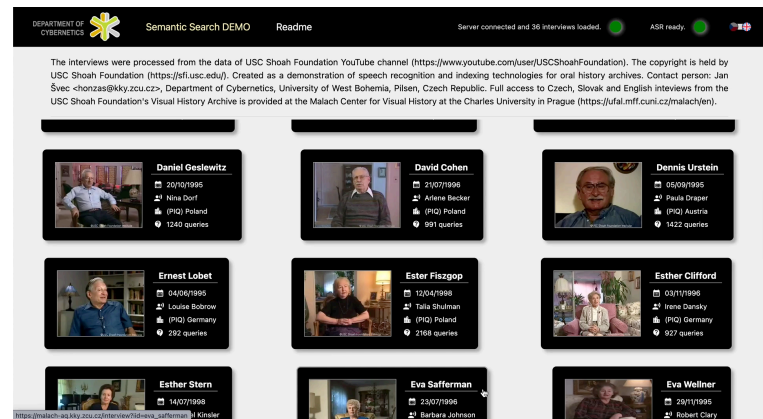 DEPARTMENT OF
CYBERNETICS
Semantic Search DEMO
Readme
Server connected and 36 interviews loaded.
ASR ready.
The interviews were processed from the data of USC Shoah Foundation YouTube channel (https://www.youtube.com/user/USCShoahFoundation). The copyright is held by
USC Shoah Foundation (https://sfi.usc.edu/). Created as a demonstration of speech recognition and indexing technologies for oral history archives. Contact person: Jan
Švec <honzas@kky.zcu.cz>, Department of Cybernetics, University of West Bohemia, Pilsen, Czech Republic. Full access to Czech, Slovak and English inteviews from the
USC Shoah Foundation's Visual History Archive is provided at the Malach Center for Visual History at the Charles University in Prague (https://ufal.mff.cuni.cz/malach/en).
Daniel Geslewitz
20/10/1995
Nina Dorf
(PIQ) Poland
1240 queries
David Cohen
21/07/1996
Arlene Becker
(PIQ) Poland
991 queries
Dennis Urstein
05/09/1995
Paula Draper
(PIQ) Austria
1422 queries
Ernest Lobet
04/06/1995
Louise Bobrow
(PIQ) Germany
292 queries
Ester Fiszgop
12/04/1998
Talia Shulman
(PIQ) Poland
2168 queries
Esther Clifford
03/11/1996
Irene Dansky
(PIQ) Germany
927 queries
Esther Stern
14/07/1998
el Kinsler
Eva Safferman
23/07/1996
Barbara Johnson
Eva Wellner
29/11/1995
Robert Clary
https://malach-aq.kky.zcu.cz/interview?id=eva_safferman